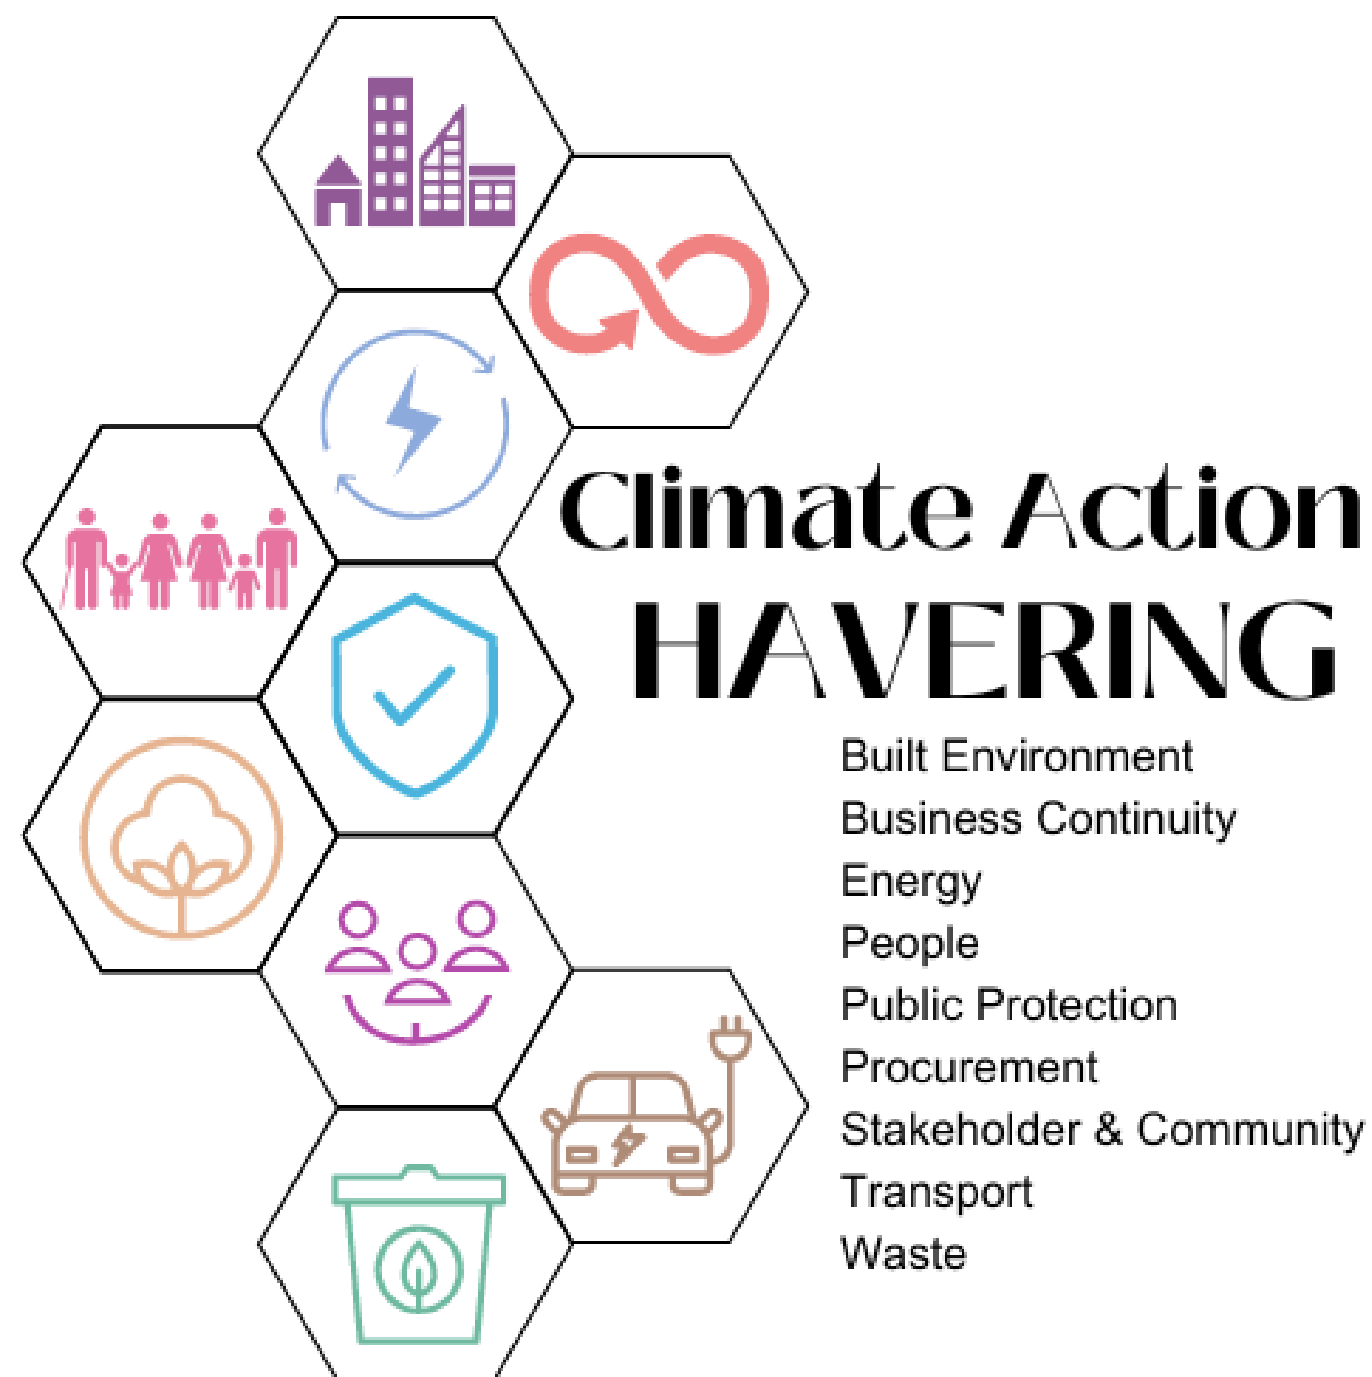 Climate Action
HAVERING
Built Environment
Business Continuity
Energy
People
Public Protection
Procurement
Stakeholder & Community
Transport
Waste